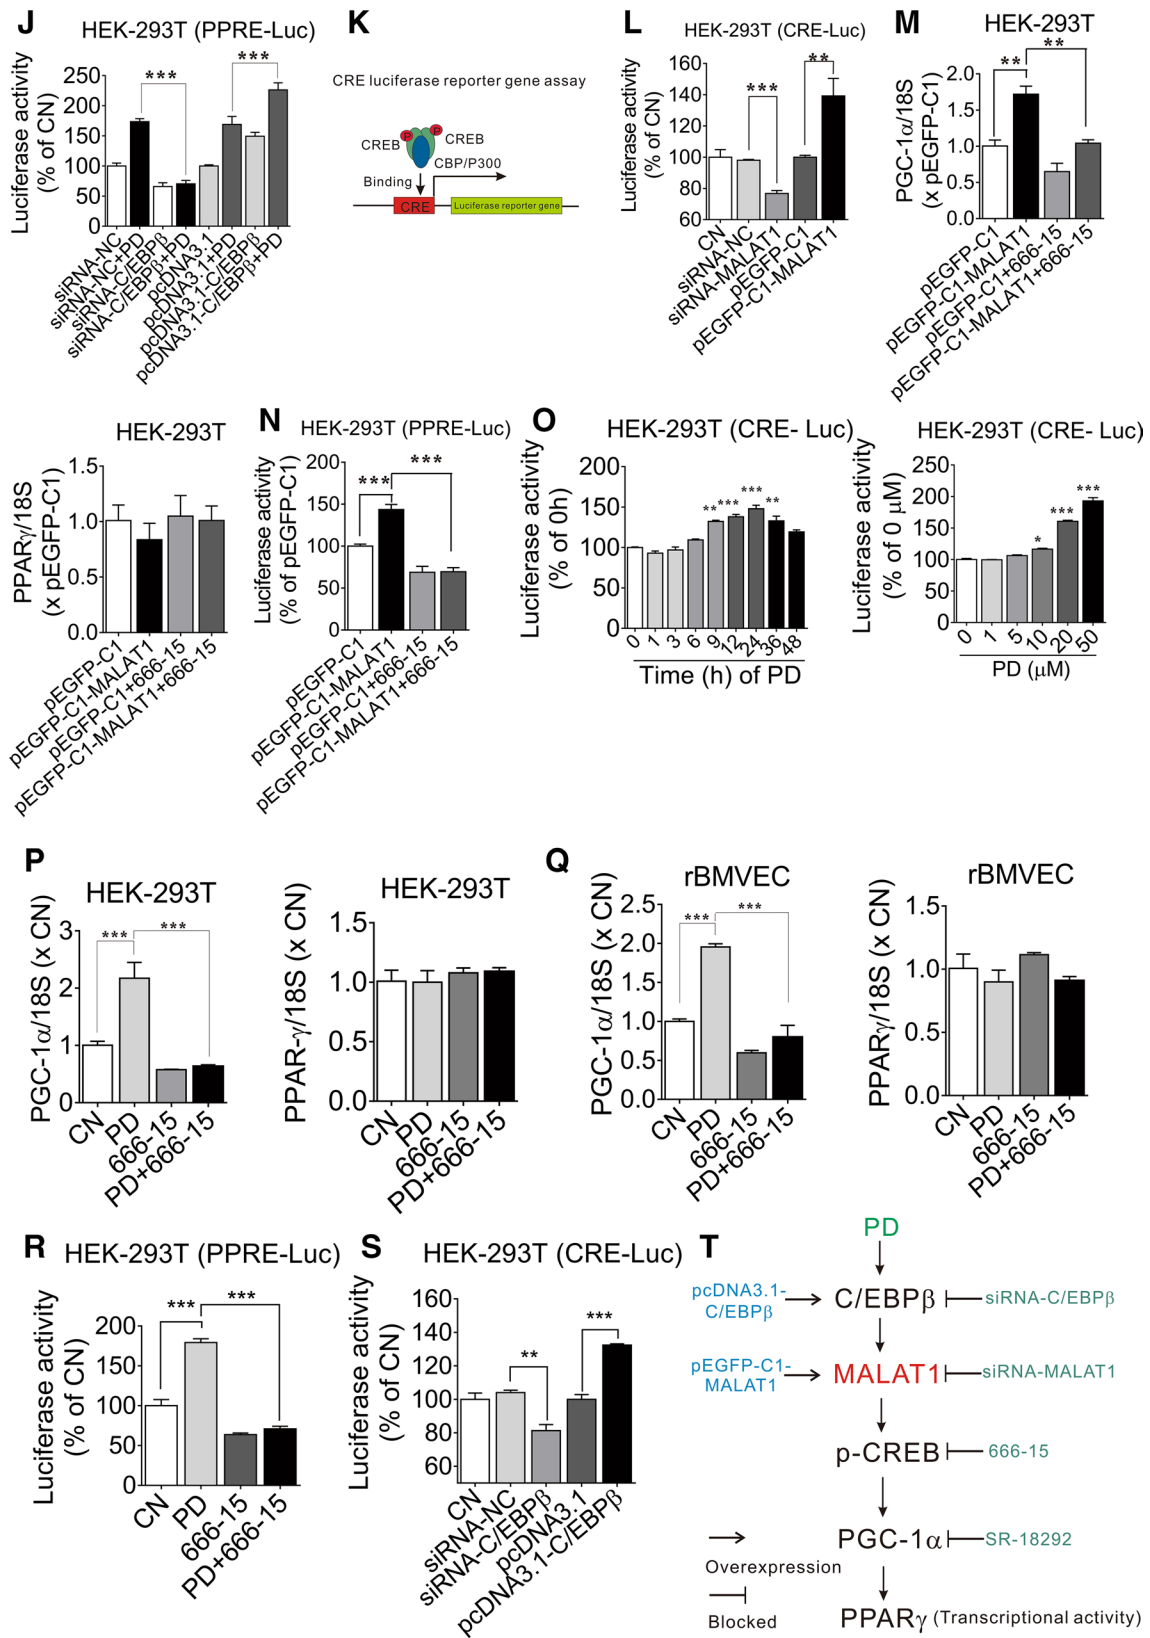 J
HEK-293T (PPRE-Luc)
Luciferase activity
(% of CN)
250
200
150
100
50
0
***
***
siRNA-NC
siRNA-NC+PD
siRNA-C/EBPβ
siRNA-C/EBPβ+PD
pcDNA3.1
pcDNA3.1+PD
pcDNA3.1-C/EBPβ
pcDNA3.1-C/EBPβ+PD
K
CRE luciferase reporter gene assay
P
P
CREB
CREB
CBP/P300
Binding
CRE
Luciferase reporter gene
L
HEK-293T (CRE-Luc)
Luciferase activity
(% of CN)
160
140
120
100
80
60
***
**
CN
siRNA-NC
siRNA-MALAT1
pEGFP-C1
pEGFP-C1-MALAT1
M
HEK-293T
PGC-1α/18S
(x pEGFP-C1)
2.0
1.5
1.0
0.5
0.0
**
**
pEGFP-C1
pEGFP-C1-MALAT1
pEGFP-C1+666-15
pEGFP-C1-MALAT1+666-15
HEK-293T
PPARγ/18S
(x pEGFP-C1)
1.5
1.0
0.5
0.0
pEGFP-C1
pEGFP-C1-MALAT1
pEGFP-C1+666-15
pEGFP-C1-MALAT1+666-15
N
HEK-293T (PPRE-Luc)
Luciferase activity
(% of pEGFP-C1)
200
150
100
50
0
***
***
pEGFP-C1
pEGFP-C1-MALAT1
pEGFP-C1+666-15
pEGFP-C1-MALAT1+666-15
O
HEK-293T (CRE- Luc)
Luciferase activity
(% of 0h)
200
150
100
50
0
**
***
***
**
0
1
3
6
9
12
24
36
48
Time (h) of PD
HEK-293T (CRE- Luc)
Luciferase activity
(% of 0 μM)
250
200
150
100
50
0
*
***
***
0
1
5
10
20
50
PD (μM)
P
HEK-293T
PGC-1α/18S (x CN)
3
2
1
0
***
***
CN
PD
666-15
PD+666-15
HEK-293T
PPAR-γ/18S (x CN)
1.5
1.0
0.5
0.0
CN
PD
666-15
PD+666-15
Q
rBMVEC
PGC-1α/18S (x CN)
2.5
2.0
1.0
0.5
0.0
***
***
CN
PD
666-15
PD+666-15
rBMVEC
PPARγ/18S (x CN)
1.5
1.0
0.5
0.0
CN
PD
666-15
PD+666-15
R
HEK-293T (PPRE-Luc)
Luciferase activity
(% of CN)
200
150
100
50
0
***
***
CN
PD
666-15
PD+666-15
S
HEK-293T (CRE-Luc)
Luciferase activity
(% of CN)
160
140
120
100
80
60
**
***
CN
siRNA-NC
siRNA-C/EBPβ
pcDNA3.1
pcDNA3.1-C/EBPβ
T
PD
pcDNA3.1-
C/EBPβ
C/EBPβ
siRNA-C/EBPβ
pEGFP-C1-
MALAT1
MALAT1
siRNA-MALAT1
p-CREB
666-15
PGC-1α
SR-18292
Overexpression
Blocked
PPARγ (Transcriptional activity)